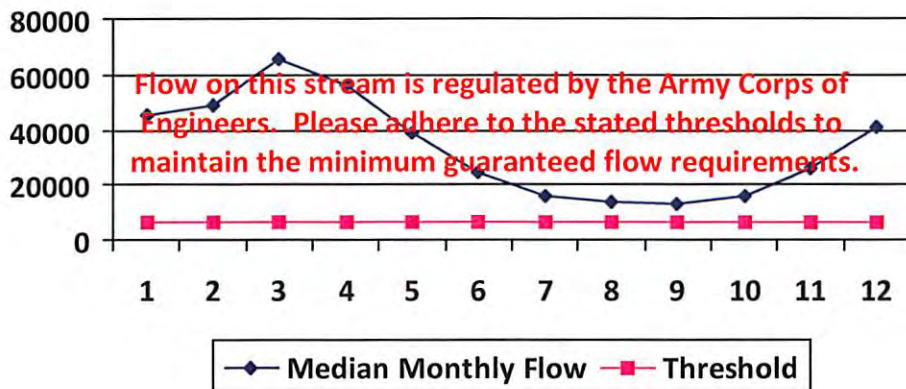 80000
60000
40000
20000
0
Flow on this stream is regulated by the Army Corps of
Engineers. Please adhere to the stated thresholds to
maintain the minimum guaranteed flow requirements.
1 2 3 4 5 6 7 8 9 10 11 12
Median Monthly Flow Threshold